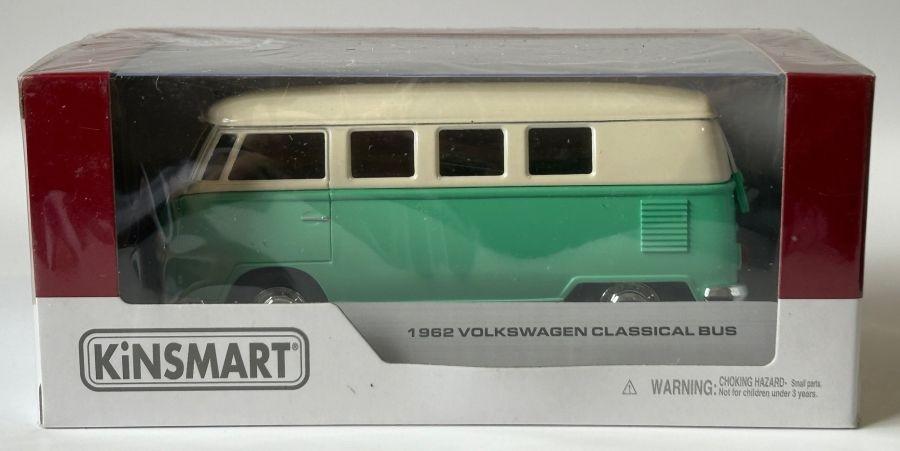 1962 VOLKSWAGEN CLASSICAL BUS
KiNSMART®
⚠ WARNING: CHOKING HAZARD- Small parts.
Not for children under 3 years.